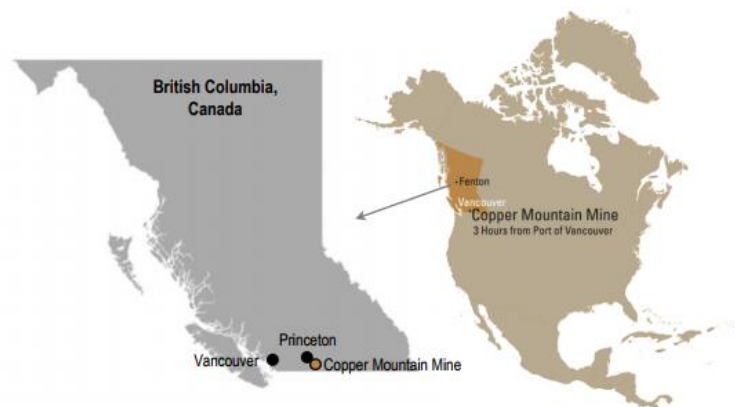 British Columbia,
Canada
Princeton
Vancouver
Copper Mountain Mine
Fenton
Vancouver
Copper Mountain Mine
3 Hours from Port of Vancouver